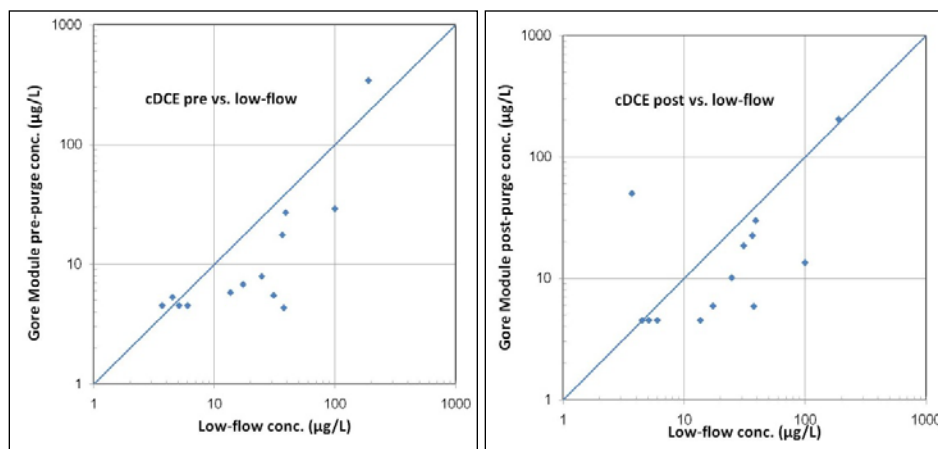 1000
cDCE pre vs. low-flow
100
10
1
Gore Module pre-purge conc. (µg/L)
1 10 100 1000
Low-flow conc. (µg/L)
1000
cDCE post vs. low-flow
100
10
1
Gore Module post-purge conc. (µg/L)
1 10 100 1000
Low-flow conc. (µg/L)